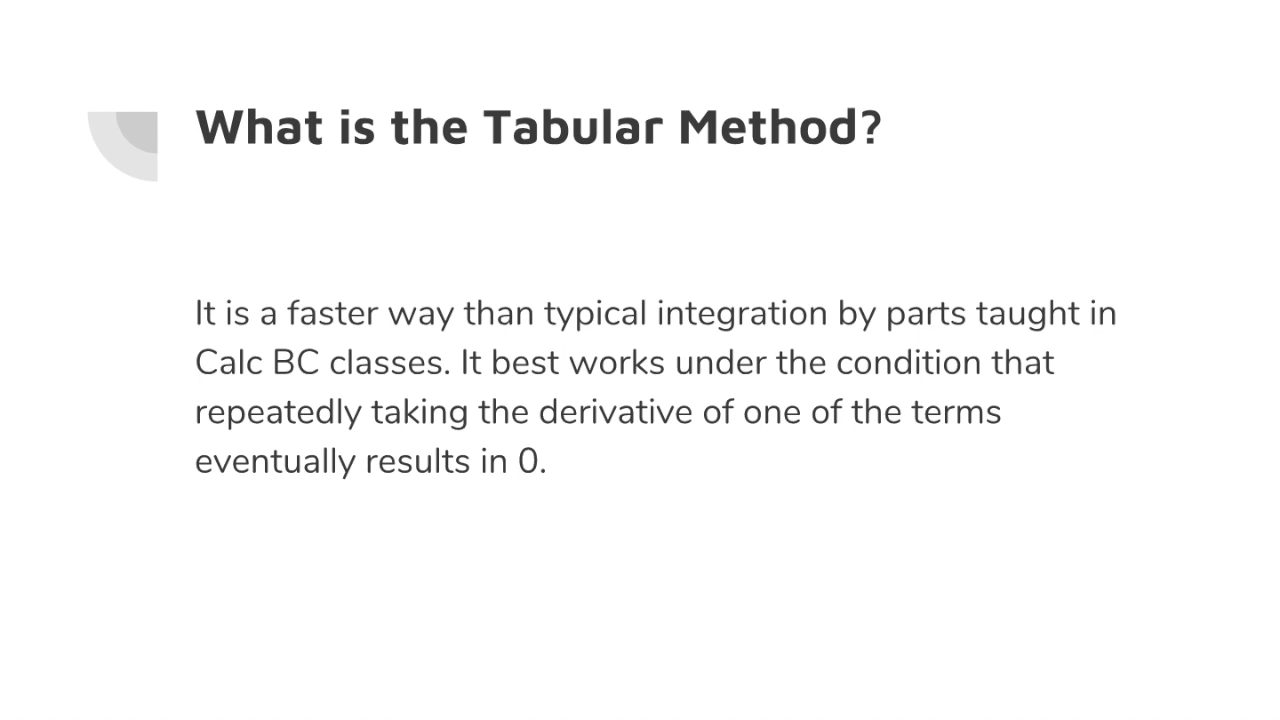 What is the Tabular Method?
It is a faster way than typical integration by parts taught in
Calc BC classes. It best works under the condition that
repeatedly taking the derivative of one of the terms
eventually results in 0.